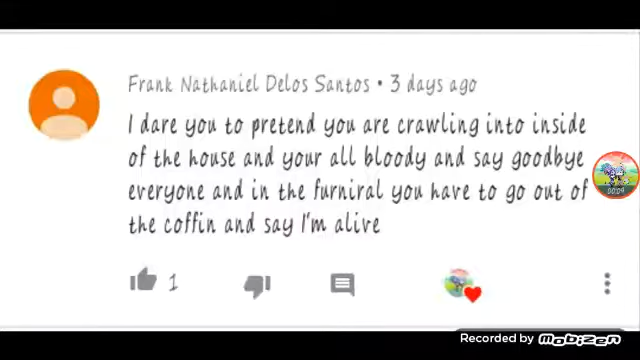 Frank Nathaniel Delos Santos • 3 days ago
I dare you to pretend you are crawling into inside
of the house and your all bloody and say goodbye
everyone and in the furniral you have to go out of
the coffin and say I'm alive
1
00:09
Recorded by mobizen